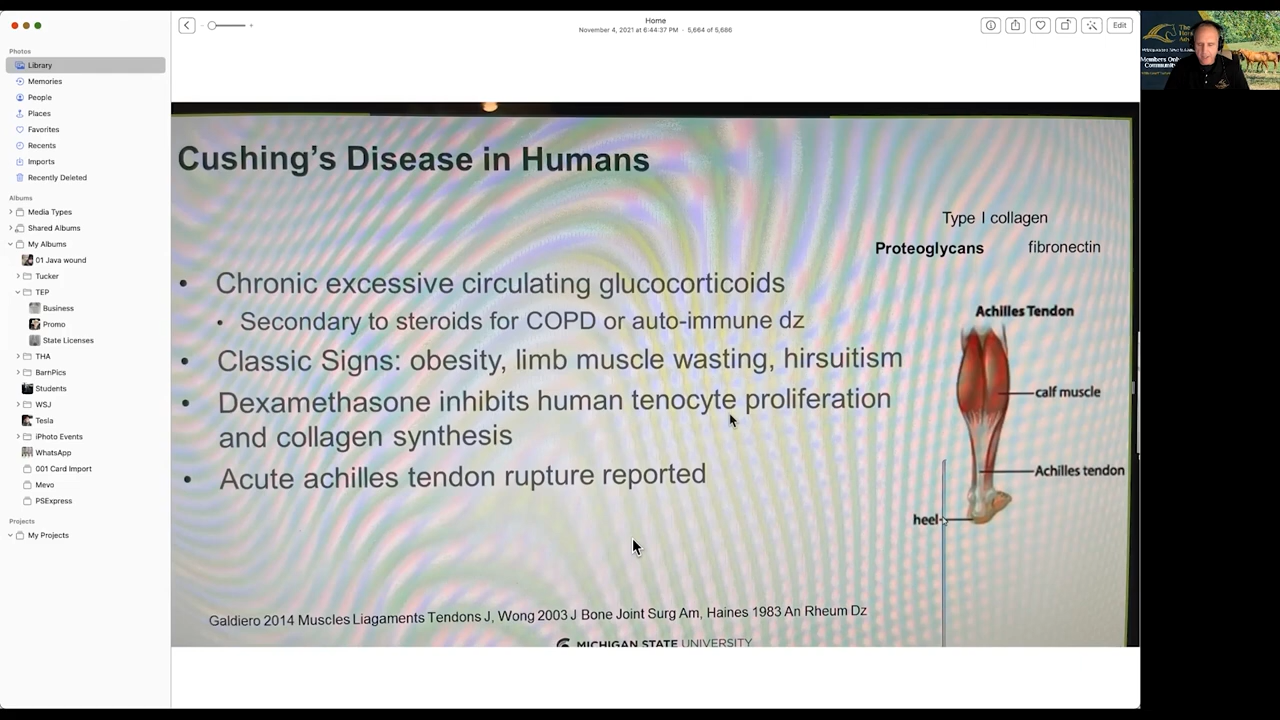 Home
November 4, 2021 at 6:44:37 PM · 5,664 of 5,686
Edit
Photos
Library
Memories
People
Places
Favorites
Recents
Imports
Recently Deleted
Albums
Media Types
Shared Albums
My Albums
01 Java wound
Tucker
TEP
Business
Promo
State Licenses
THA
BarnPics
Students
WSJ
Tesla
iPhoto Events
WhatsApp
001 Card Import
Mevo
PSExpress
Projects
My Projects
Cushing's Disease in Humans
Type I collagen
Proteoglycans fibronectin
• Chronic excessive circulating glucocorticoids
• Secondary to steroids for COPD or auto-immune dz
• Classic Signs: obesity, limb muscle wasting, hirsuitism
• Dexamethasone inhibits human tenocyte proliferation
and collagen synthesis
• Acute achilles tendon rupture reported
Achilles Tendon
calf muscle
Achilles tendon
heel
Galdiero 2014 Muscles Liagaments Tendons J, Wong 2003 J Bone Joint Surg Am, Haines 1983 An Rheum Dz
MICHIGAN STATE UNIVERSITY
The
Members Only
Community